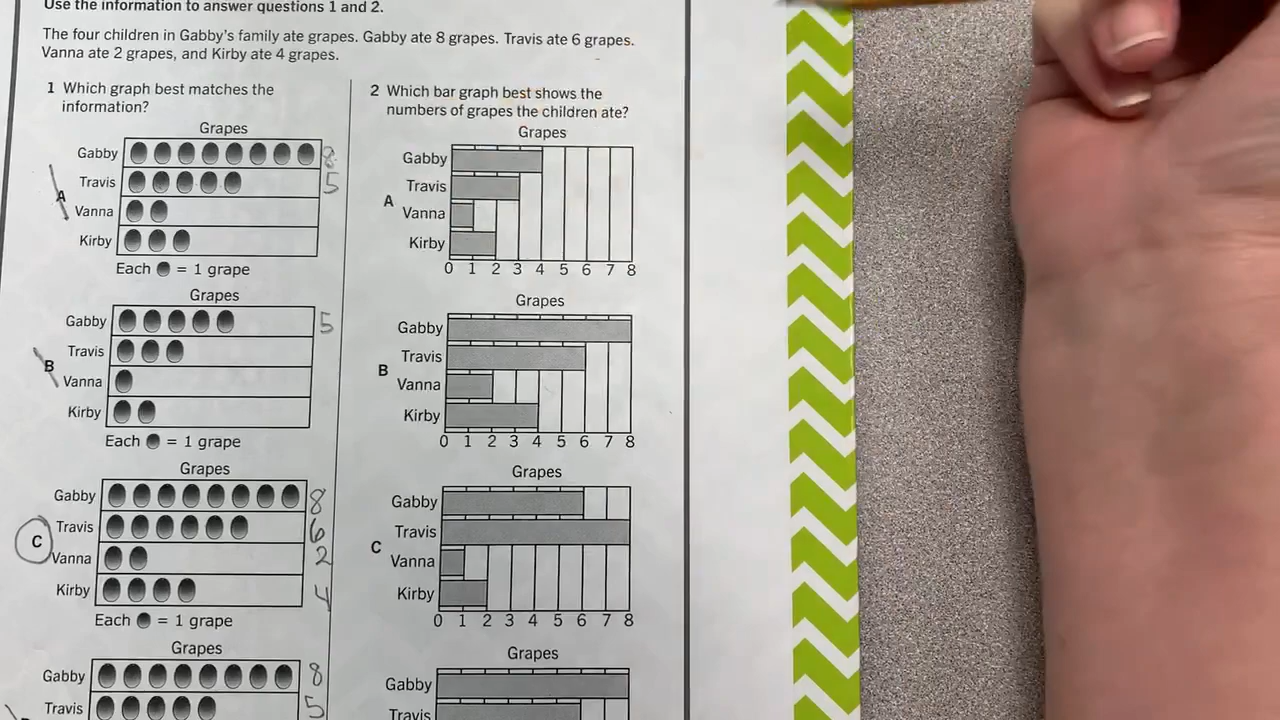 Use the information to answer questions 1 and 2.
The four children in Gabby's family ate grapes. Gabby ate 8 grapes. Travis ate 6 grapes.
Vanna ate 2 grapes, and Kirby ate 4 grapes.
1 Which graph best matches the
information?
Grapes
Gabby 8
Travis 5
A
Vanna
Kirby
Each = 1 grape
Grapes
Gabby 5
Travis
B
Vanna
Kirby
Each = 1 grape
Grapes
Gabby 8
Travis 6
C
Vanna 2
Kirby 4
Each = 1 grape
Grapes
Gabby 8
Travis 5
2 Which bar graph best shows the
numbers of grapes the children ate?
Grapes
Gabby
Travis
A
Vanna
Kirby
0 1 2 3 4 5 6 7 8
Grapes
Gabby
Travis
B
Vanna
Kirby
0 1 2 3 4 5 6 7 8
Grapes
Gabby
Travis
C
Vanna
Kirby
0 1 2 3 4 5 6 7 8
Grapes
Gabby
Travis